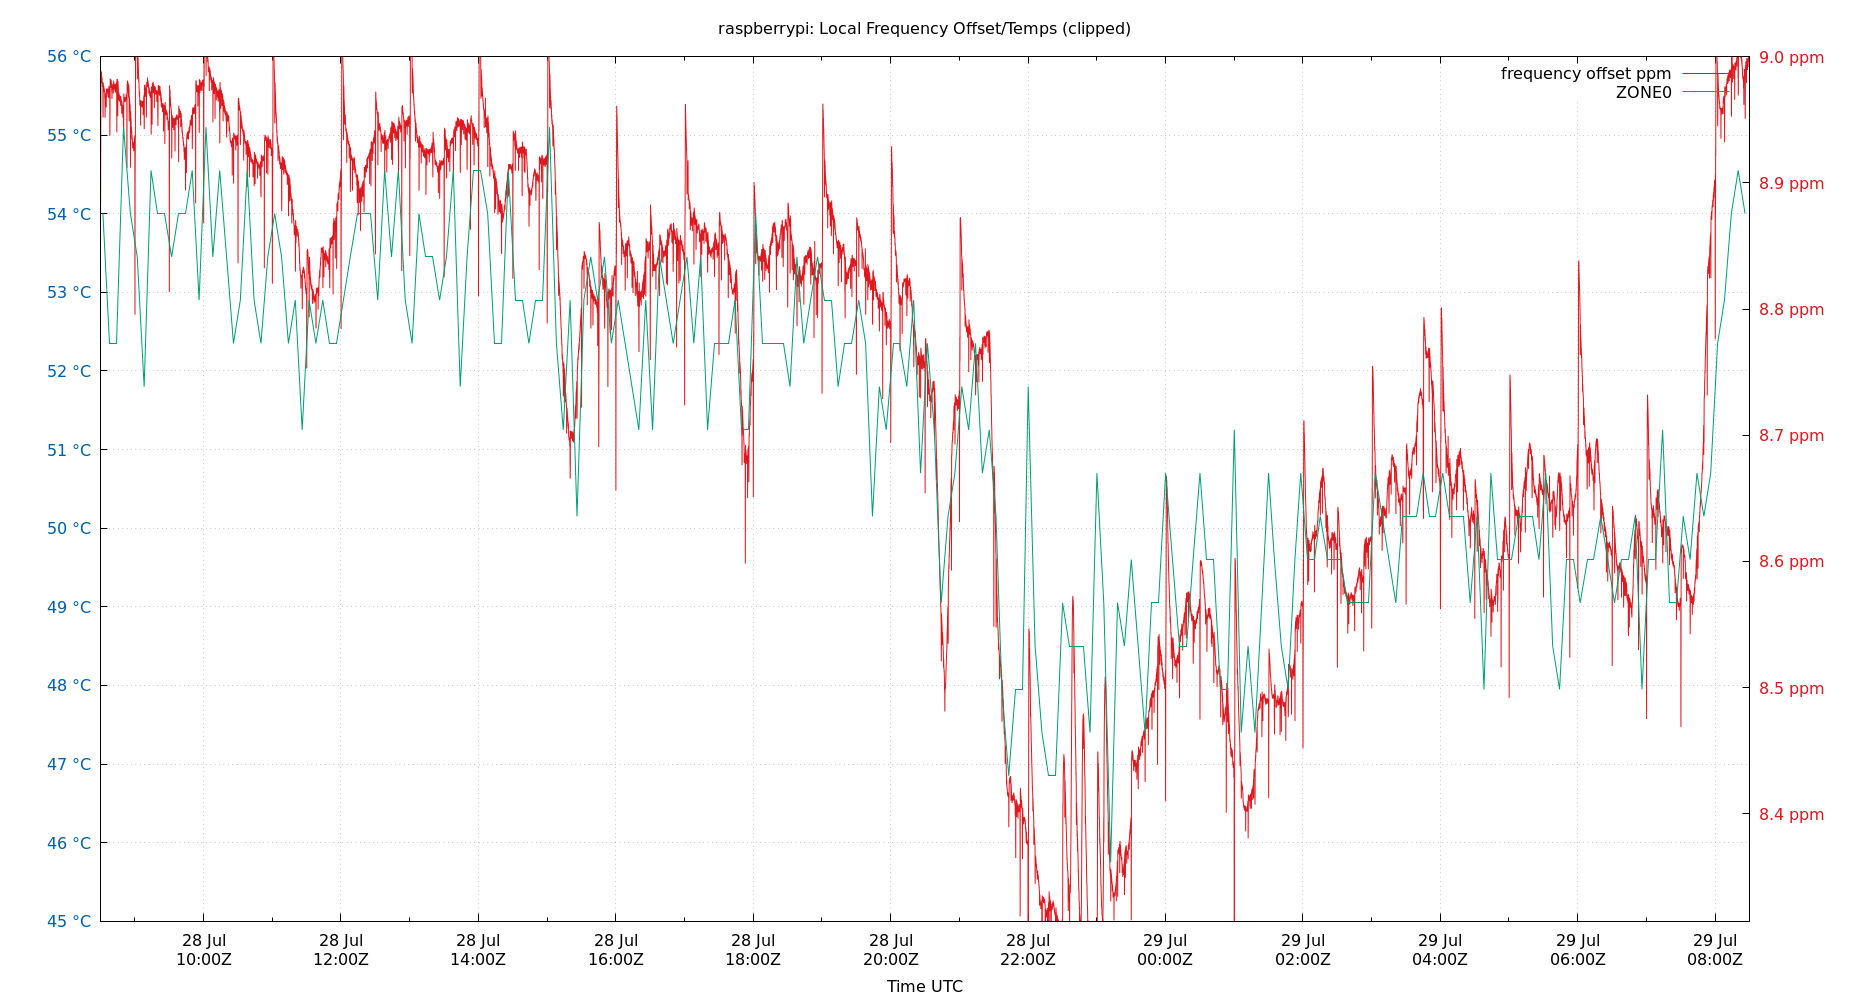 raspberrypi: Local Frequency Offset/Temps (clipped)
56 °C
55 °C
54 °C
53 °C
52 °C
51 °C
50 °C
49 °C
48 °C
47 °C
46 °C
45 °C
frequency offset ppm
ZONE0
9.0 ppm
8.9 ppm
8.8 ppm
8.7 ppm
8.6 ppm
8.5 ppm
8.4 ppm
28 Jul
10:00Z
28 Jul
12:00Z
28 Jul
14:00Z
28 Jul
16:00Z
28 Jul
18:00Z
28 Jul
20:00Z
28 Jul
22:00Z
29 Jul
00:00Z
29 Jul
02:00Z
29 Jul
04:00Z
29 Jul
06:00Z
29 Jul
08:00Z
Time UTC